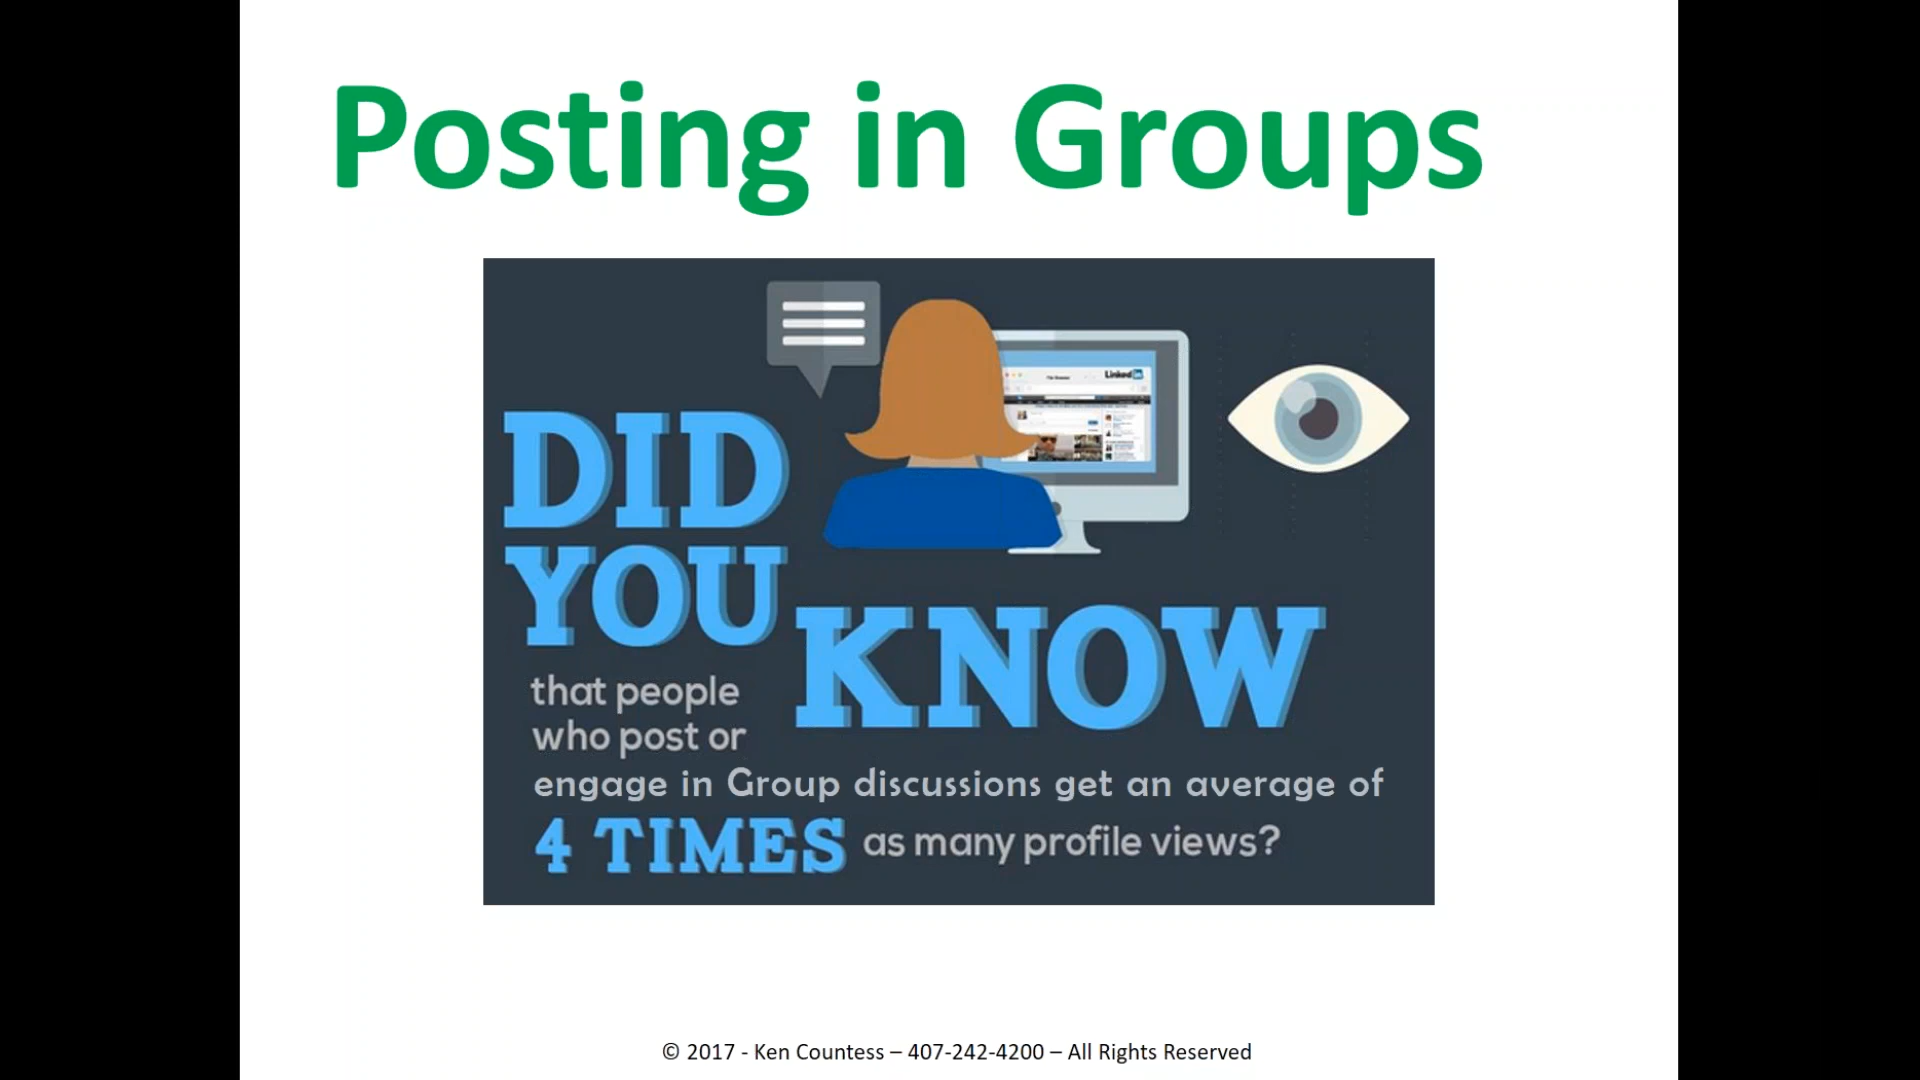 Posting in Groups
Linkedin
DID
YOU
KNOW
that people
who post or
engage in Group discussions get an average of
4 TIMES as many profile views?
© 2017 - Ken Countess – 407-242-4200 – All Rights Reserved